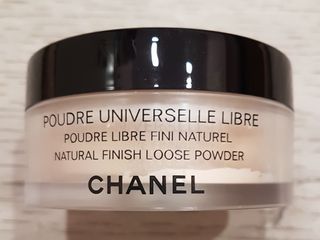 POUDRE UNIVERSELLE LIBRE
POUDRE LIBRE FINI NATUREL
NATURAL FINISH LOOSE POWDER
CHANEL